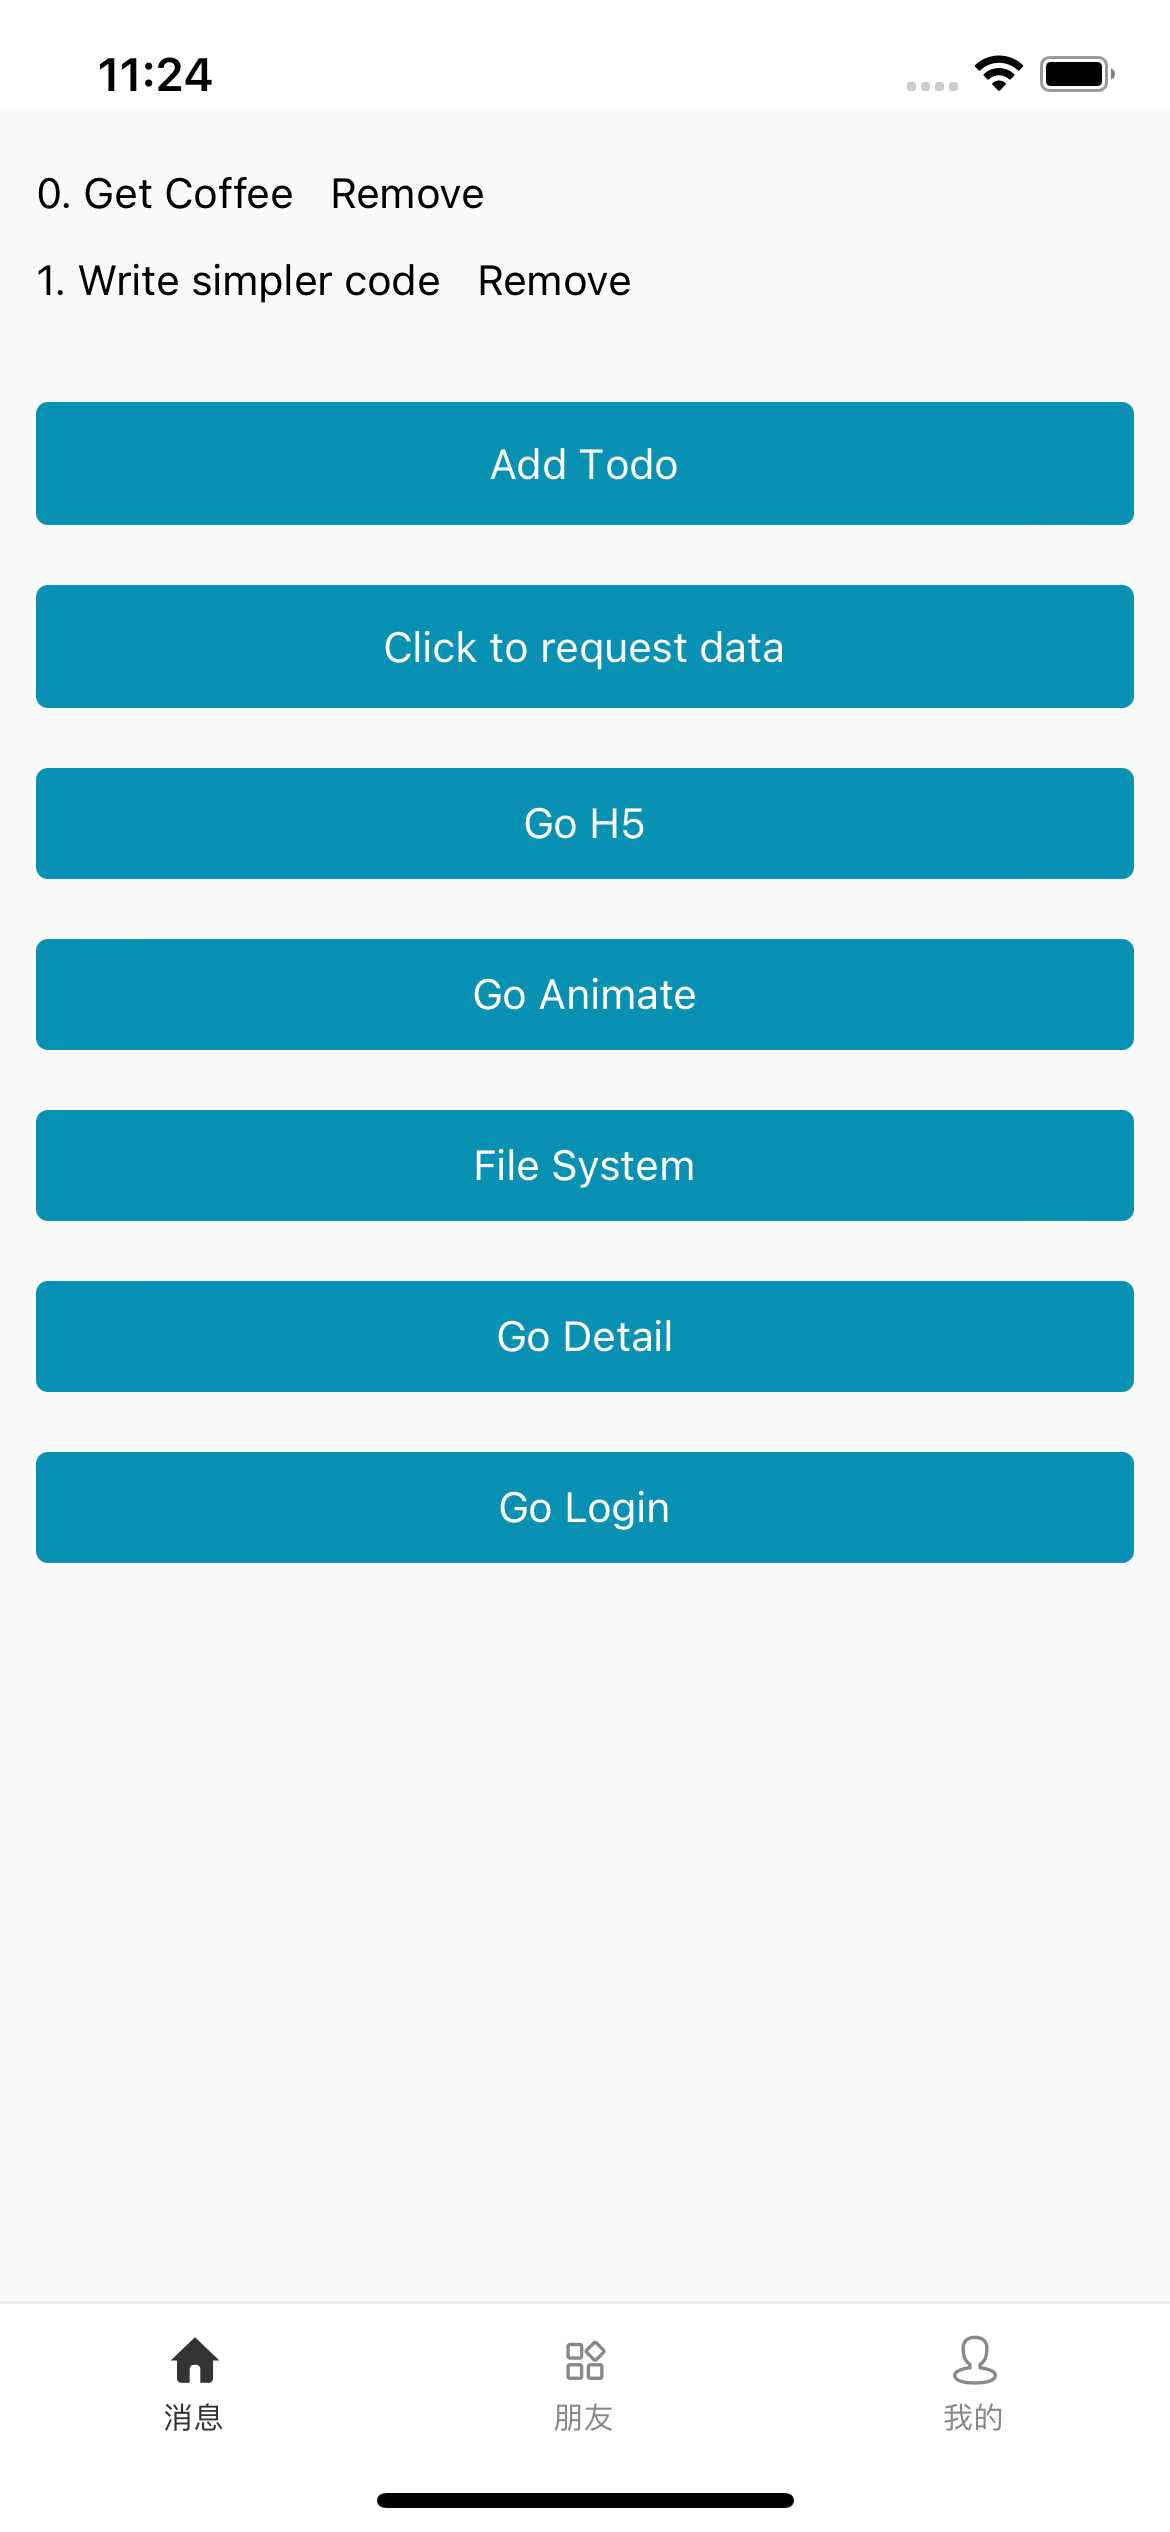 11:24
0. Get Coffee Remove
1. Write simpler code Remove
Add Todo
Click to request data
Go H5
Go Animate
File System
Go Detail
Go Login
消息 朋友 我的